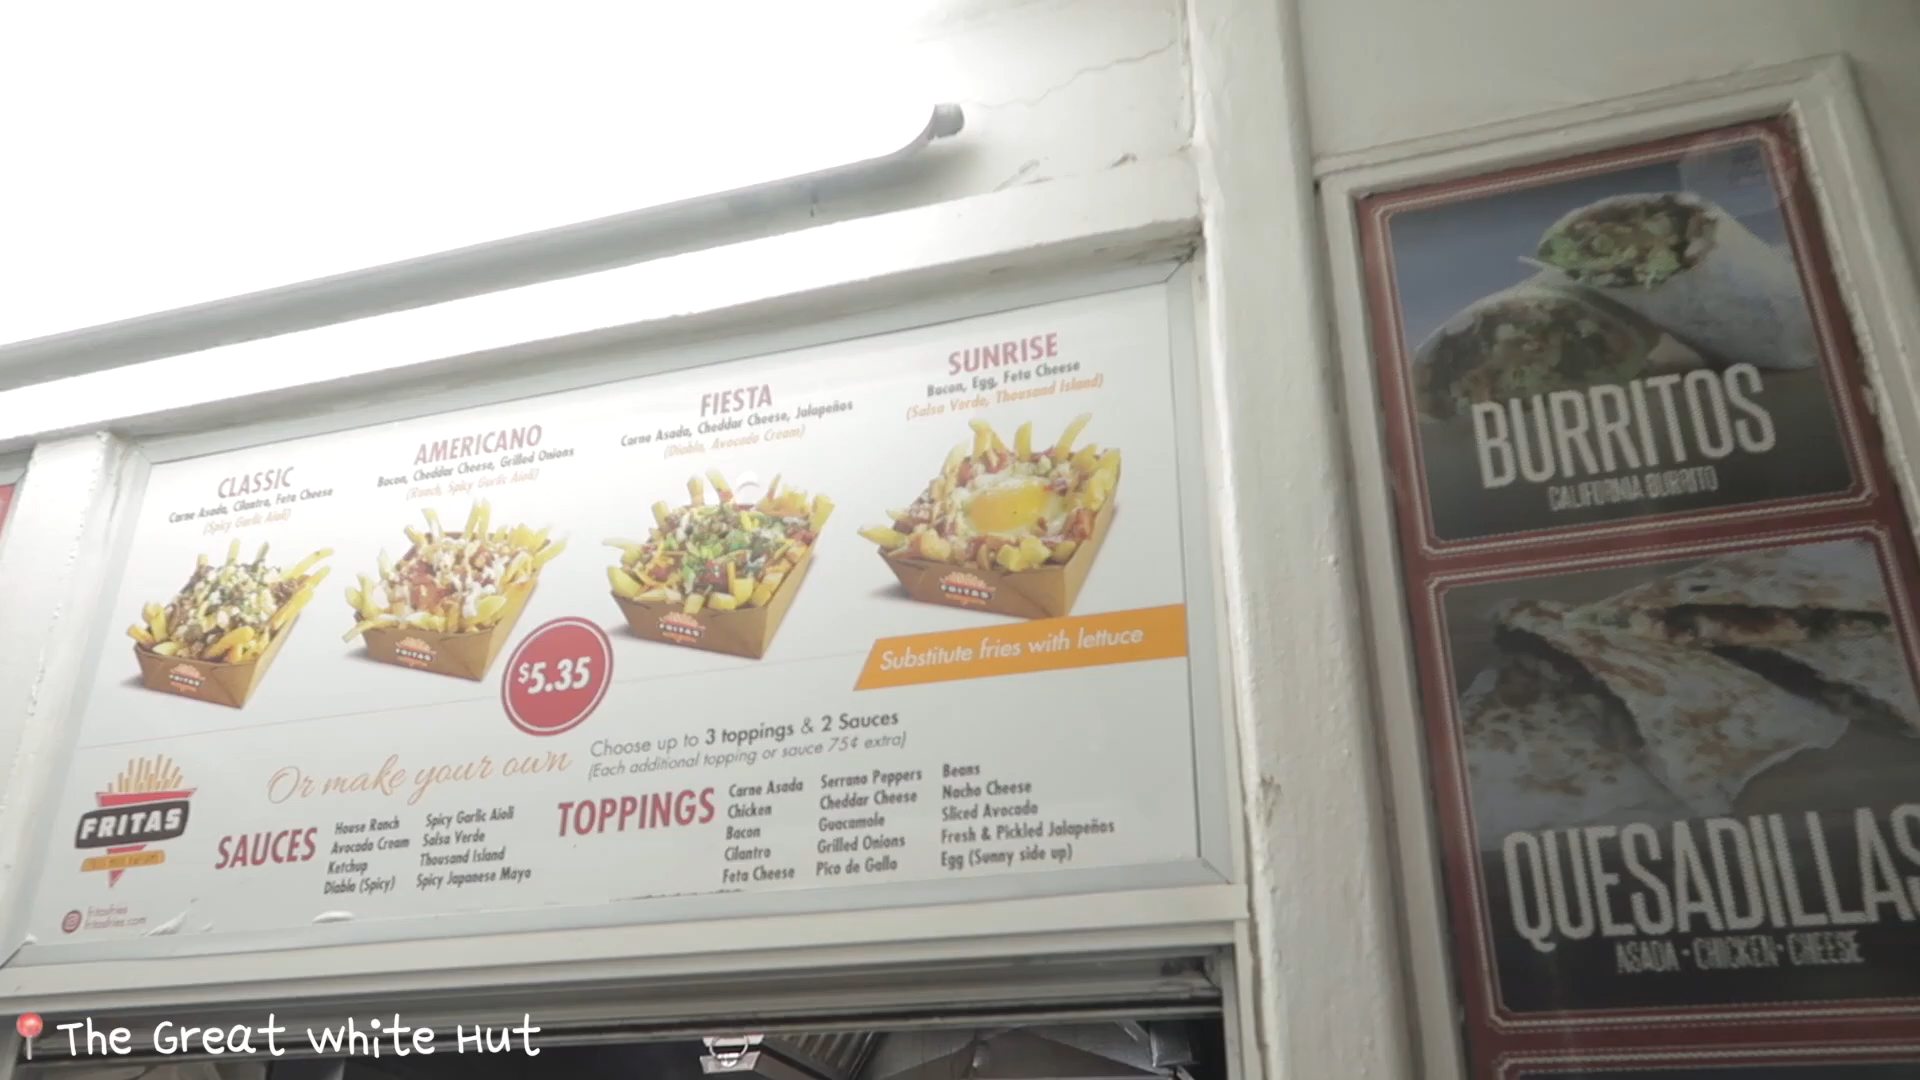 CLASSIC
Carne Asada, Cilantro, Feta Cheese
(Spicy Garlic Aioli)
AMERICANO
Bacon, Cheddar Cheese, Grilled Onions
(Ranch, Spicy Garlic Aioli)
FIESTA
Carne Asada, Cheddar Cheese, Jalapeños
(Diablo, Avocado Cream)
SUNRISE
Bacon, Egg, Feta Cheese
(Salsa Verde, Thousand Island)
FRITAS
FRITAS
FRITAS
FRITAS
$5.35
Substitute fries with lettuce
Or make your own
Choose up to 3 toppings & 2 Sauces
(Each additional topping or sauce 75¢ extra)
FRITAS
SAUCES
House Ranch
Avocado Cream
Ketchup
Diablo (Spicy)
Spicy Garlic Aioli
Salsa Verde
Thousand Island
Spicy Japanese Mayo
TOPPINGS
Carne Asada
Chicken
Bacon
Cilantro
Feta Cheese
Serrano Peppers
Cheddar Cheese
Guacamole
Grilled Onions
Pico de Gallo
Beans
Nacho Cheese
Sliced Avocado
Fresh & Pickled Jalapeños
Egg (Sunny side up)
fritasfries
fritasfries.com
BURRITOS
CALIFORNIA BURRITO
QUESADILLAS
ASADA • CHICKEN • CHEESE
The Great white Hut